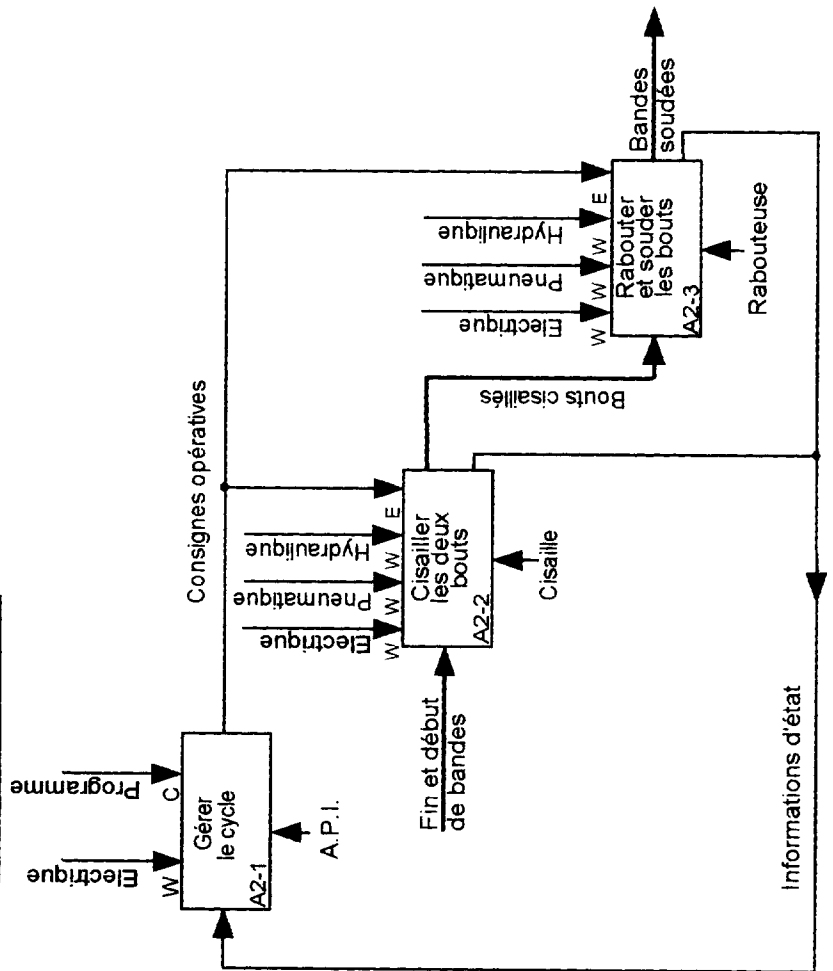 Electrique
W
Programme
C
Gérer
le cycle
A2-1
A.P.I.
Consignes opératives
Electrique
W
Pneumatique
W
Hydraulique
W
E
Cisailler
les deux
bouts
A2-2
Cisaille
Fin et début
de bandes
Bouts cisaillés
Electrique
W
Pneumatique
W
Hydraulique
W
E
Rabouter
et souder
les bouts
A2-3
Rabouteuse
Bandes
soudées
Informations d'état